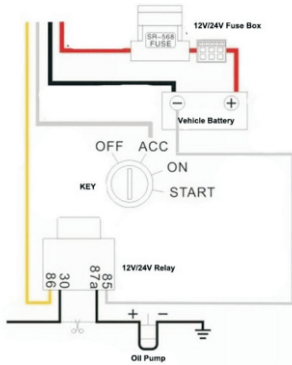 12V/24V Fuse Box
SR-568
FUSE
− +
Vehicle Battery
OFF ACC
ON
KEY
START
86 30 87a 85
12V/24V Relay
+ −
Oil Pump